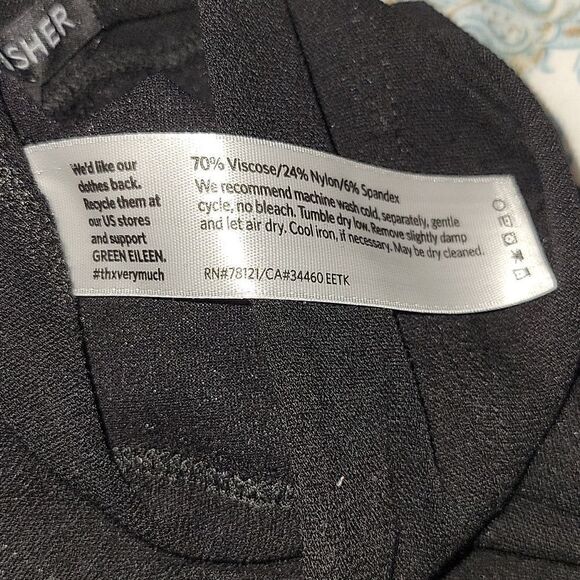 ISHER
We'd like our
clothes back.
Recycle them at
our US stores
and support
GREEN EILEEN.
#thxverymuch
70% Viscose/24% Nylon/6% Spandex
We recommend machine wash cold, separately, gentle
cycle, no bleach. Tumble dry low. Remove slightly damp
and let air dry. Cool iron, if necessary. May be dry cleaned.
RN#78121/CA#34460 EETK